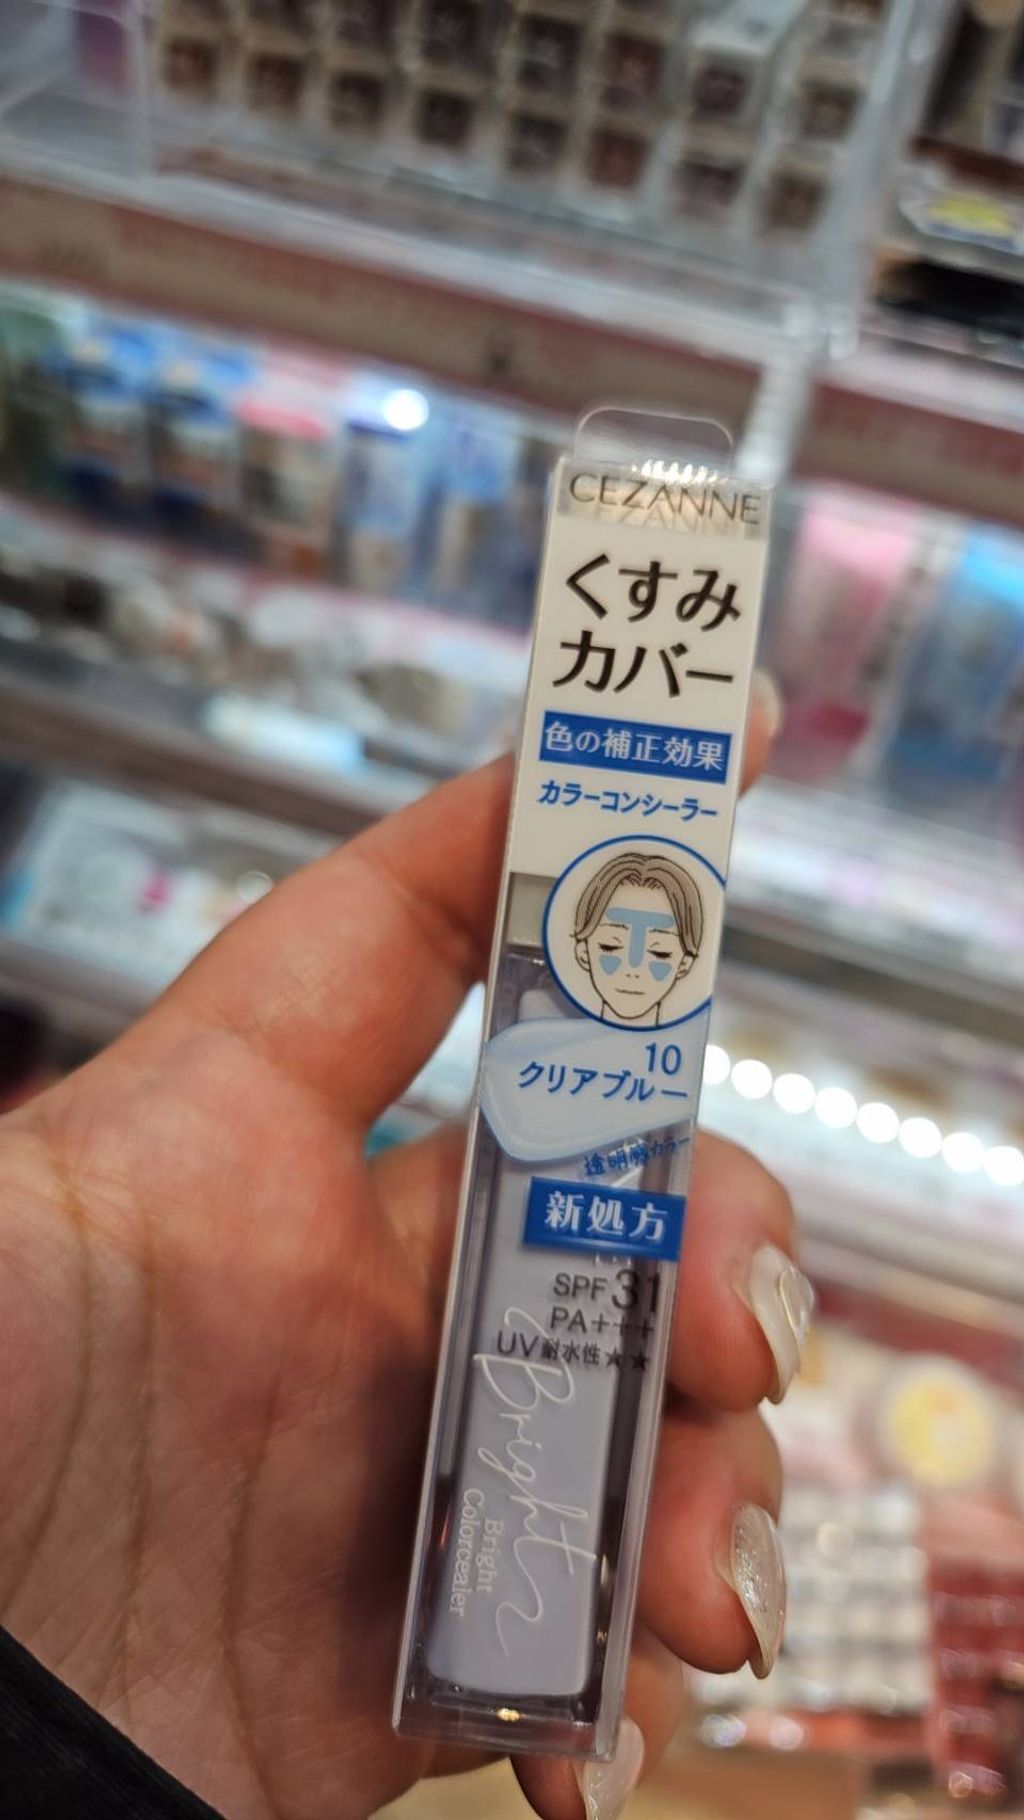 CEZANNE
くすみ
カバー
色の補正効果
カラーコンシーラー
10
クリアブルー
透明感カラー
新処方
SPF 31
PA+++
UV耐水性★★
Bright
Bright
Colorcealer